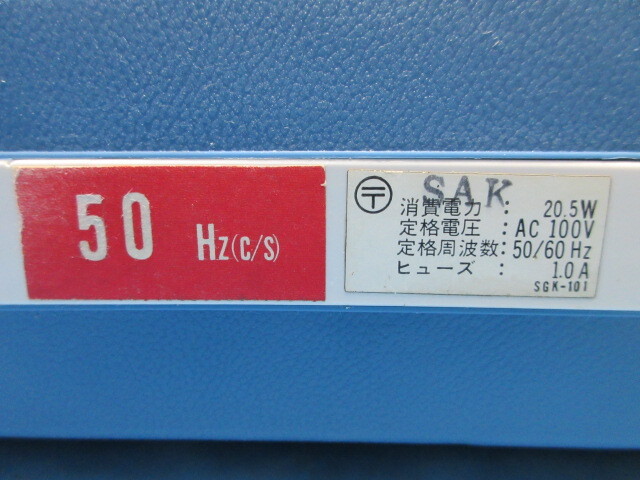 50 Hz(C/S)
〒 SAK
消費電力 : 20.5W
定格電圧 : AC 100V
定格周波数: 50/60 Hz
ヒューズ : 1.0A
SGK-101